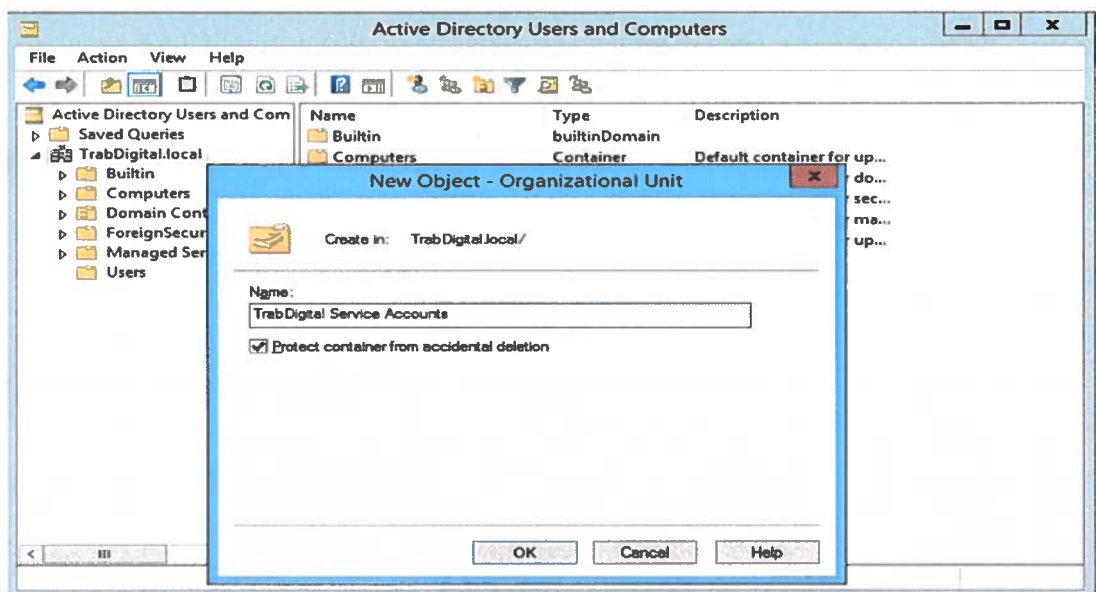 Active Directory Users and Computers
File Action View Help
Active Directory Users and Com
Saved Queries
TrabDigital.local
Builtin
Computers
Domain Cont
ForeignSecur
Managed Ser
Users
Name Type Description
Builtin builtinDomain
Computers Container Default container for up...
do...
sec...
ma...
up...
New Object - Organizational Unit
Create in: TrabDigital.local/
Name:
TrabDigital Service Accounts
Protect container from accidental deletion
OK Cancel Help